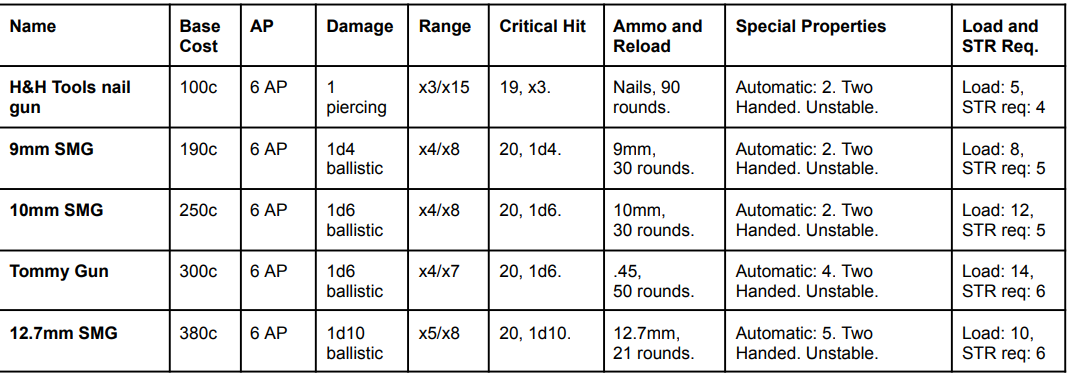 Name Base Cost AP Damage Range Critical Hit Ammo and Reload Special Properties Load and STR Req.
H&H Tools nail gun 100c 6 AP 1 piercing x3/x15 19, x3. Nails, 90 rounds. Automatic: 2. Two Handed. Unstable. Load: 5, STR req: 4
9mm SMG 190c 6 AP 1d4 ballistic x4/x8 20, 1d4. 9mm, 30 rounds. Automatic: 2. Two Handed. Unstable. Load: 8, STR req: 5
10mm SMG 250c 6 AP 1d6 ballistic x4/x8 20, 1d6. 10mm, 30 rounds. Automatic: 2. Two Handed. Unstable. Load: 12, STR req: 5
Tommy Gun 300c 6 AP 1d6 ballistic x4/x7 20, 1d6. .45, 50 rounds. Automatic: 4. Two Handed. Unstable. Load: 14, STR req: 6
12.7mm SMG 380c 6 AP 1d10 ballistic x5/x8 20, 1d10. 12.7mm, 21 rounds. Automatic: 5. Two Handed. Unstable. Load: 10, STR req: 6